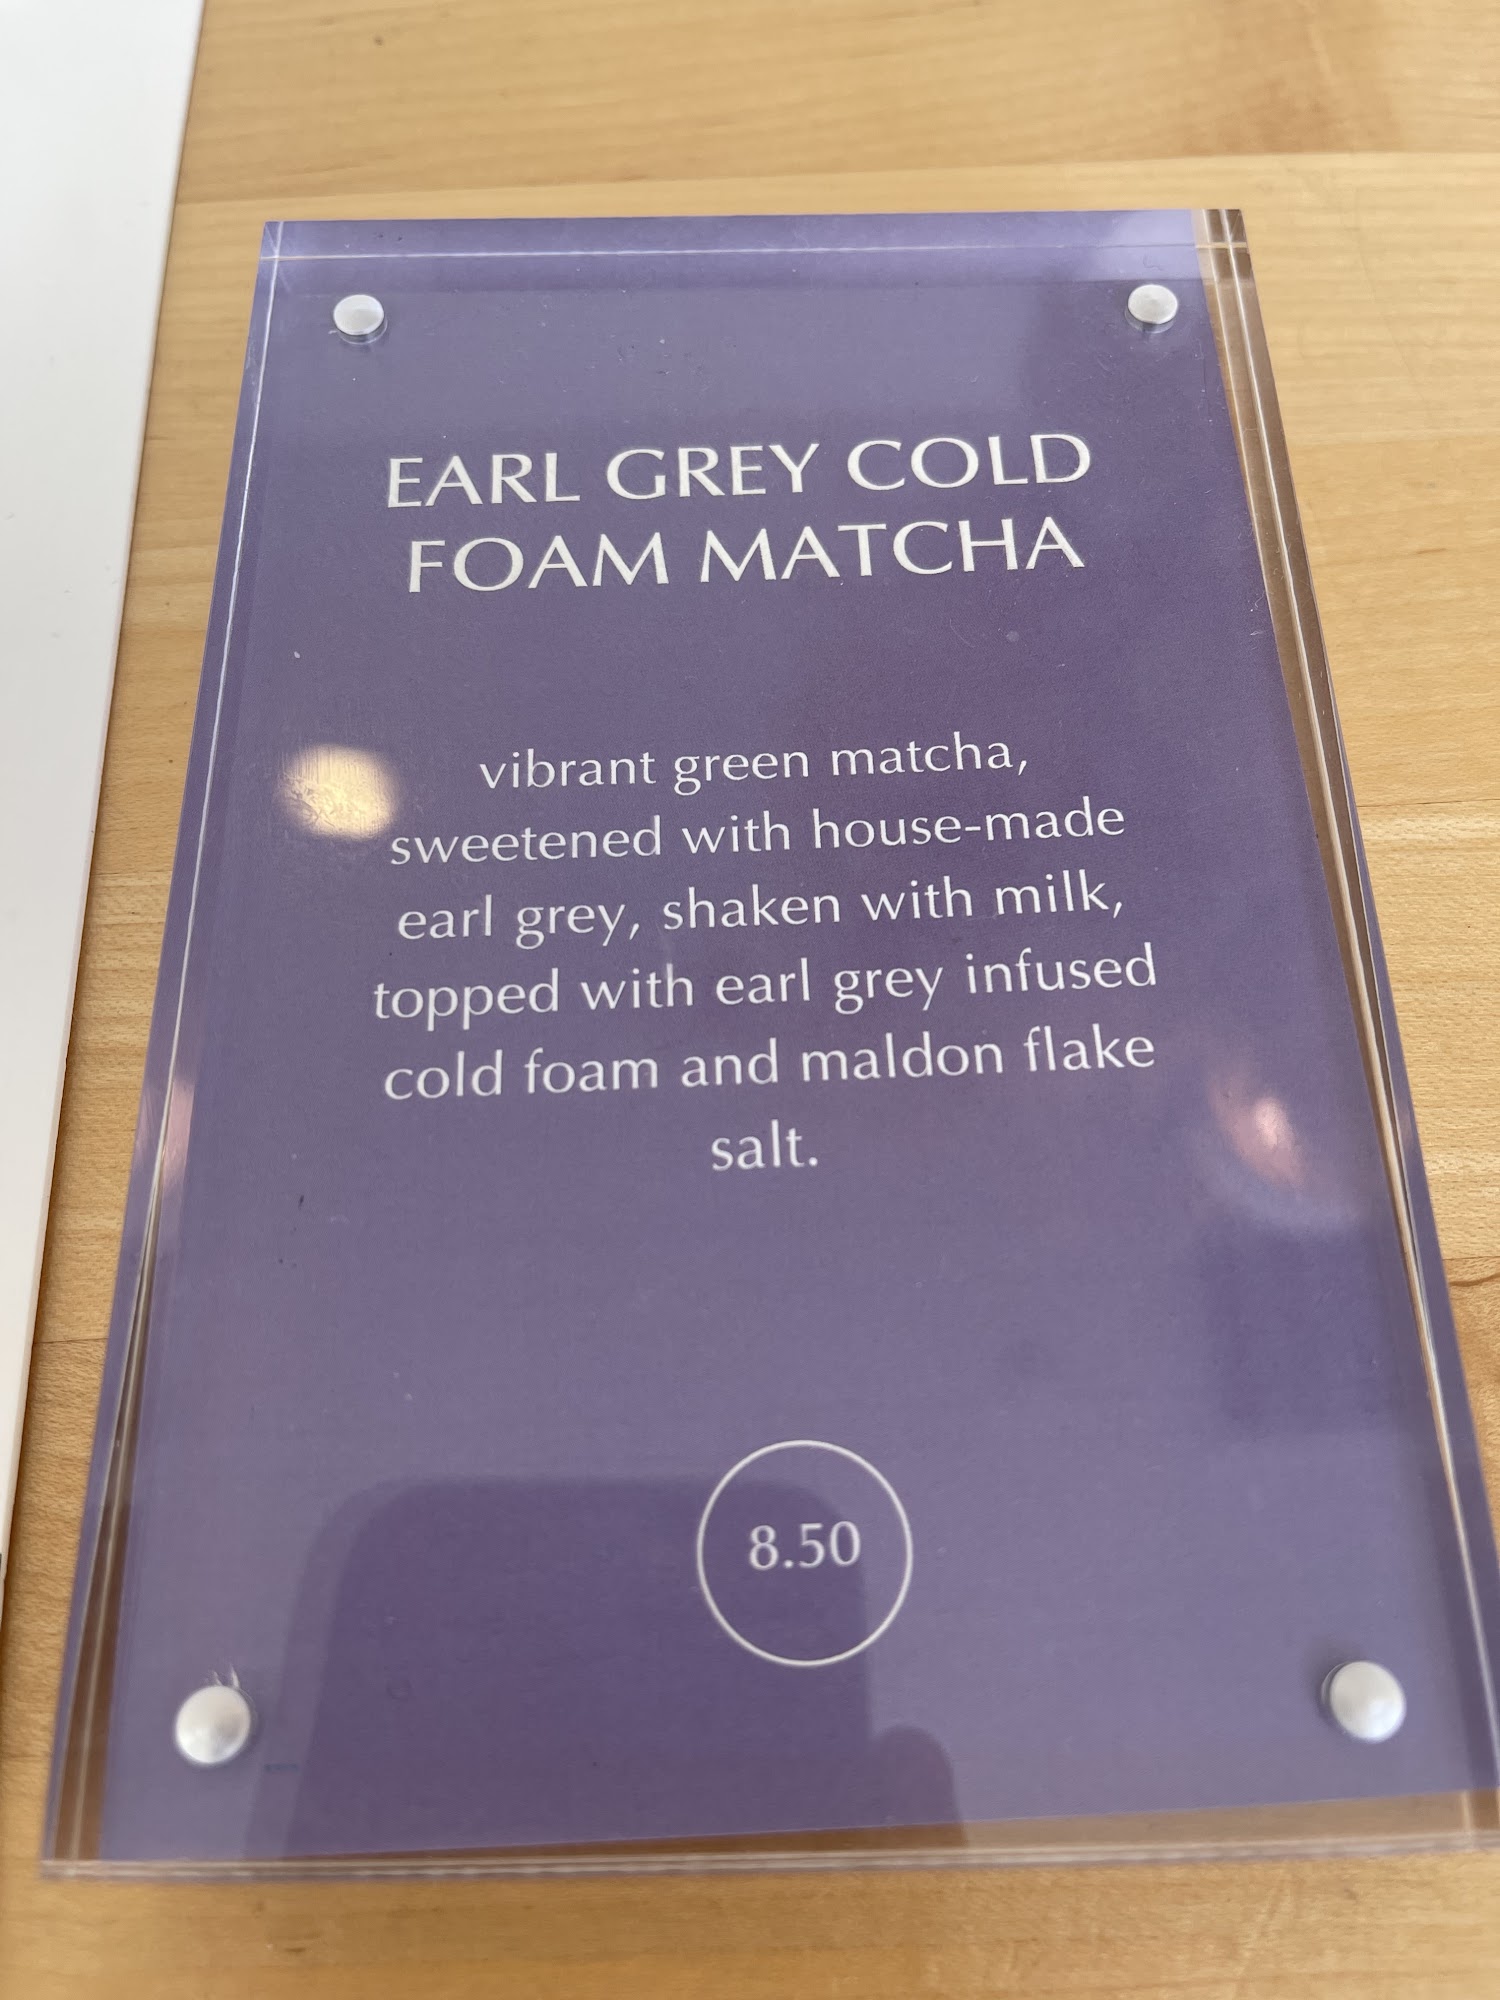 EARL GREY COLD
FOAM MATCHA
vibrant green matcha,
sweetened with house-made
earl grey, shaken with milk,
topped with earl grey infused
cold foam and maldon flake
salt.
8.50